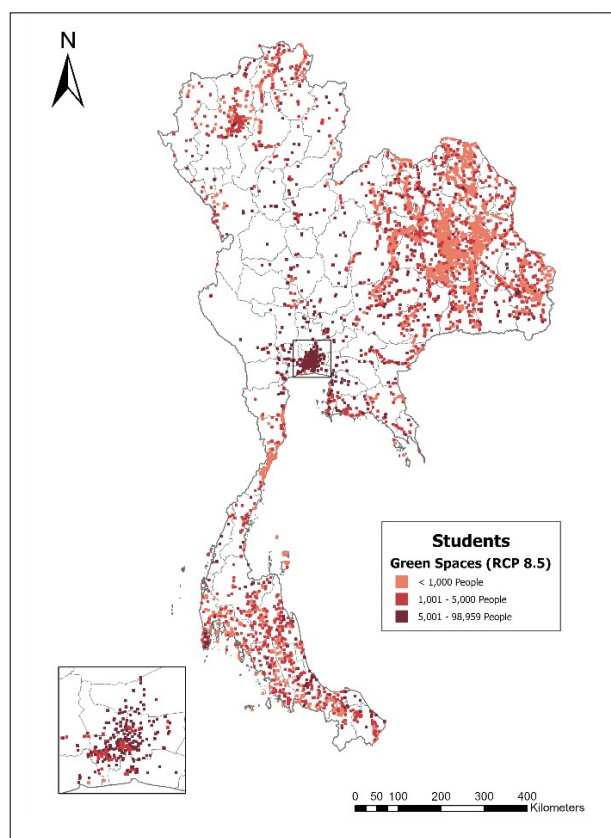 N
Students
Green Spaces (RCP 8.5)
< 1,000 People
1,001 - 5,000 People
5,001 - 98,959 People
0 50 100 200 300 400
Kilometers